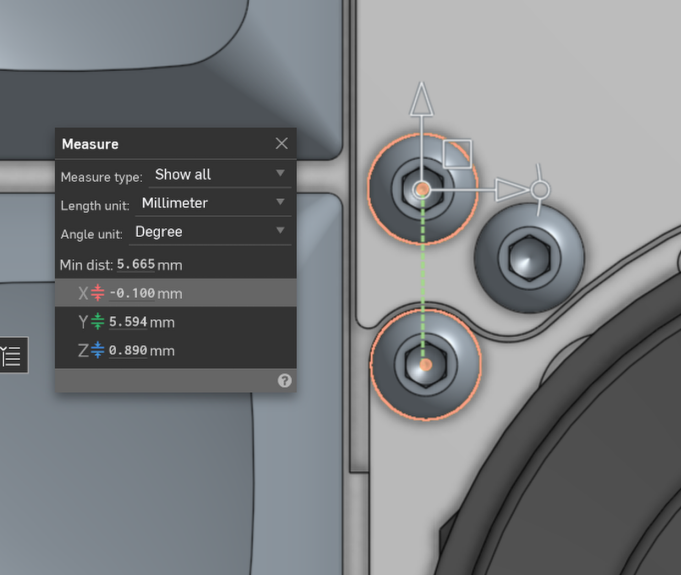 Measure
Measure type: Show all
Length unit: Millimeter
Angle unit: Degree
Min dist: 5.665 mm
X -0.100 mm
Y 5.594 mm
Z 0.890 mm
?